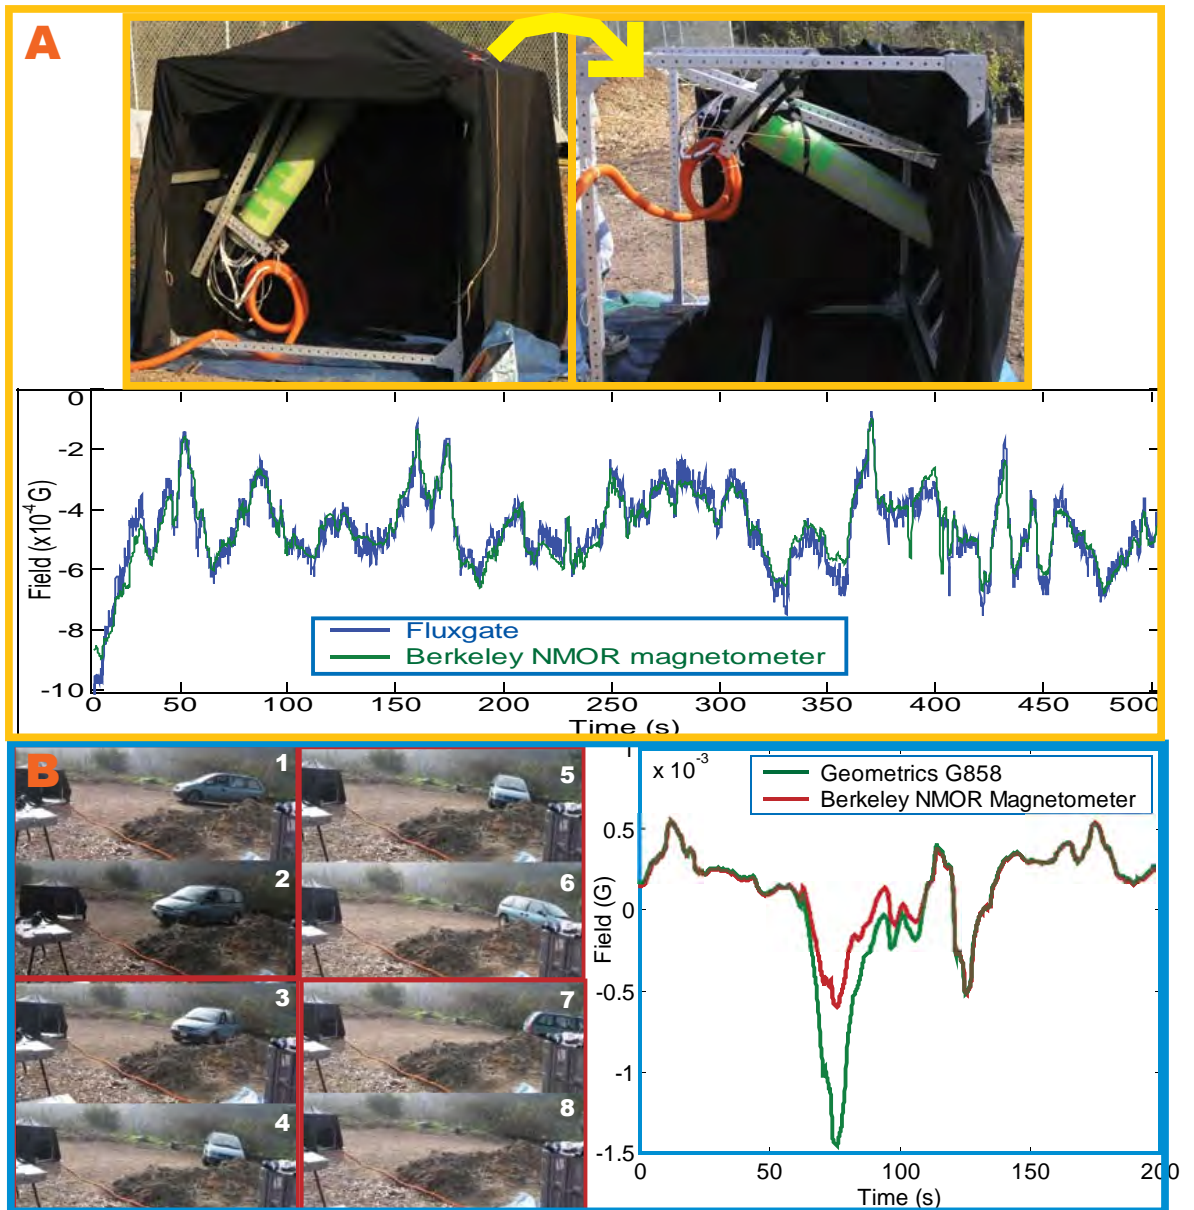 A
0
-2
-4
-6
-8
-10
Field (x10⁻⁴ G)
Fluxgate
Berkeley NMOR magnetometer
0 50 100 150 200 250 300 350 400 450 500
Time (s)
B
1
2
3
4
5
6
7
8
1
x 10⁻³
Geometrics G858
Berkeley NMOR Magnetometer
0.5
0
-0.5
-1
-1.5
Field (G)
0 50 100 150 200
Time (s)